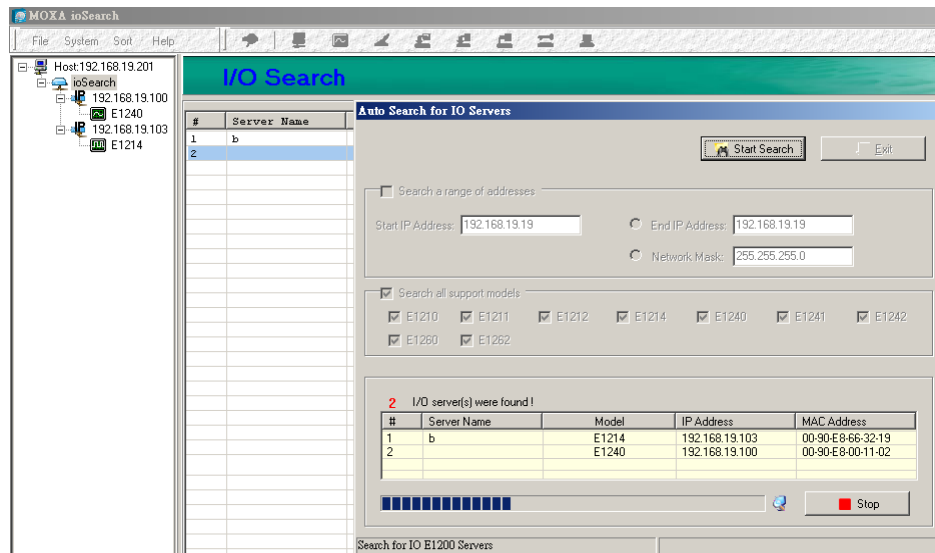 MOXA ioSearch
File System Sort Help
Host:192.168.19.201
ioSearch
192.168.19.100
E1240
192.168.19.103
E1214
I/O Search
# Server Name
1 b
2
Auto Search for IO Servers
Start Search Exit
Search a range of addresses
Start IP Address: 192.168.19.19 End IP Address: 192.168.19.19
Network Mask: 255.255.255.0
Search all support models
E1210 E1211 E1212 E1214 E1240 E1241 E1242
E1260 E1262
2 I/O server(s) were found !
# Server Name Model IP Address MAC Address
1 b E1214 192.168.19.103 00-90-E8-66-32-19
2 E1240 192.168.19.100 00-90-E8-00-11-02
Stop
Search for IO E1200 Servers